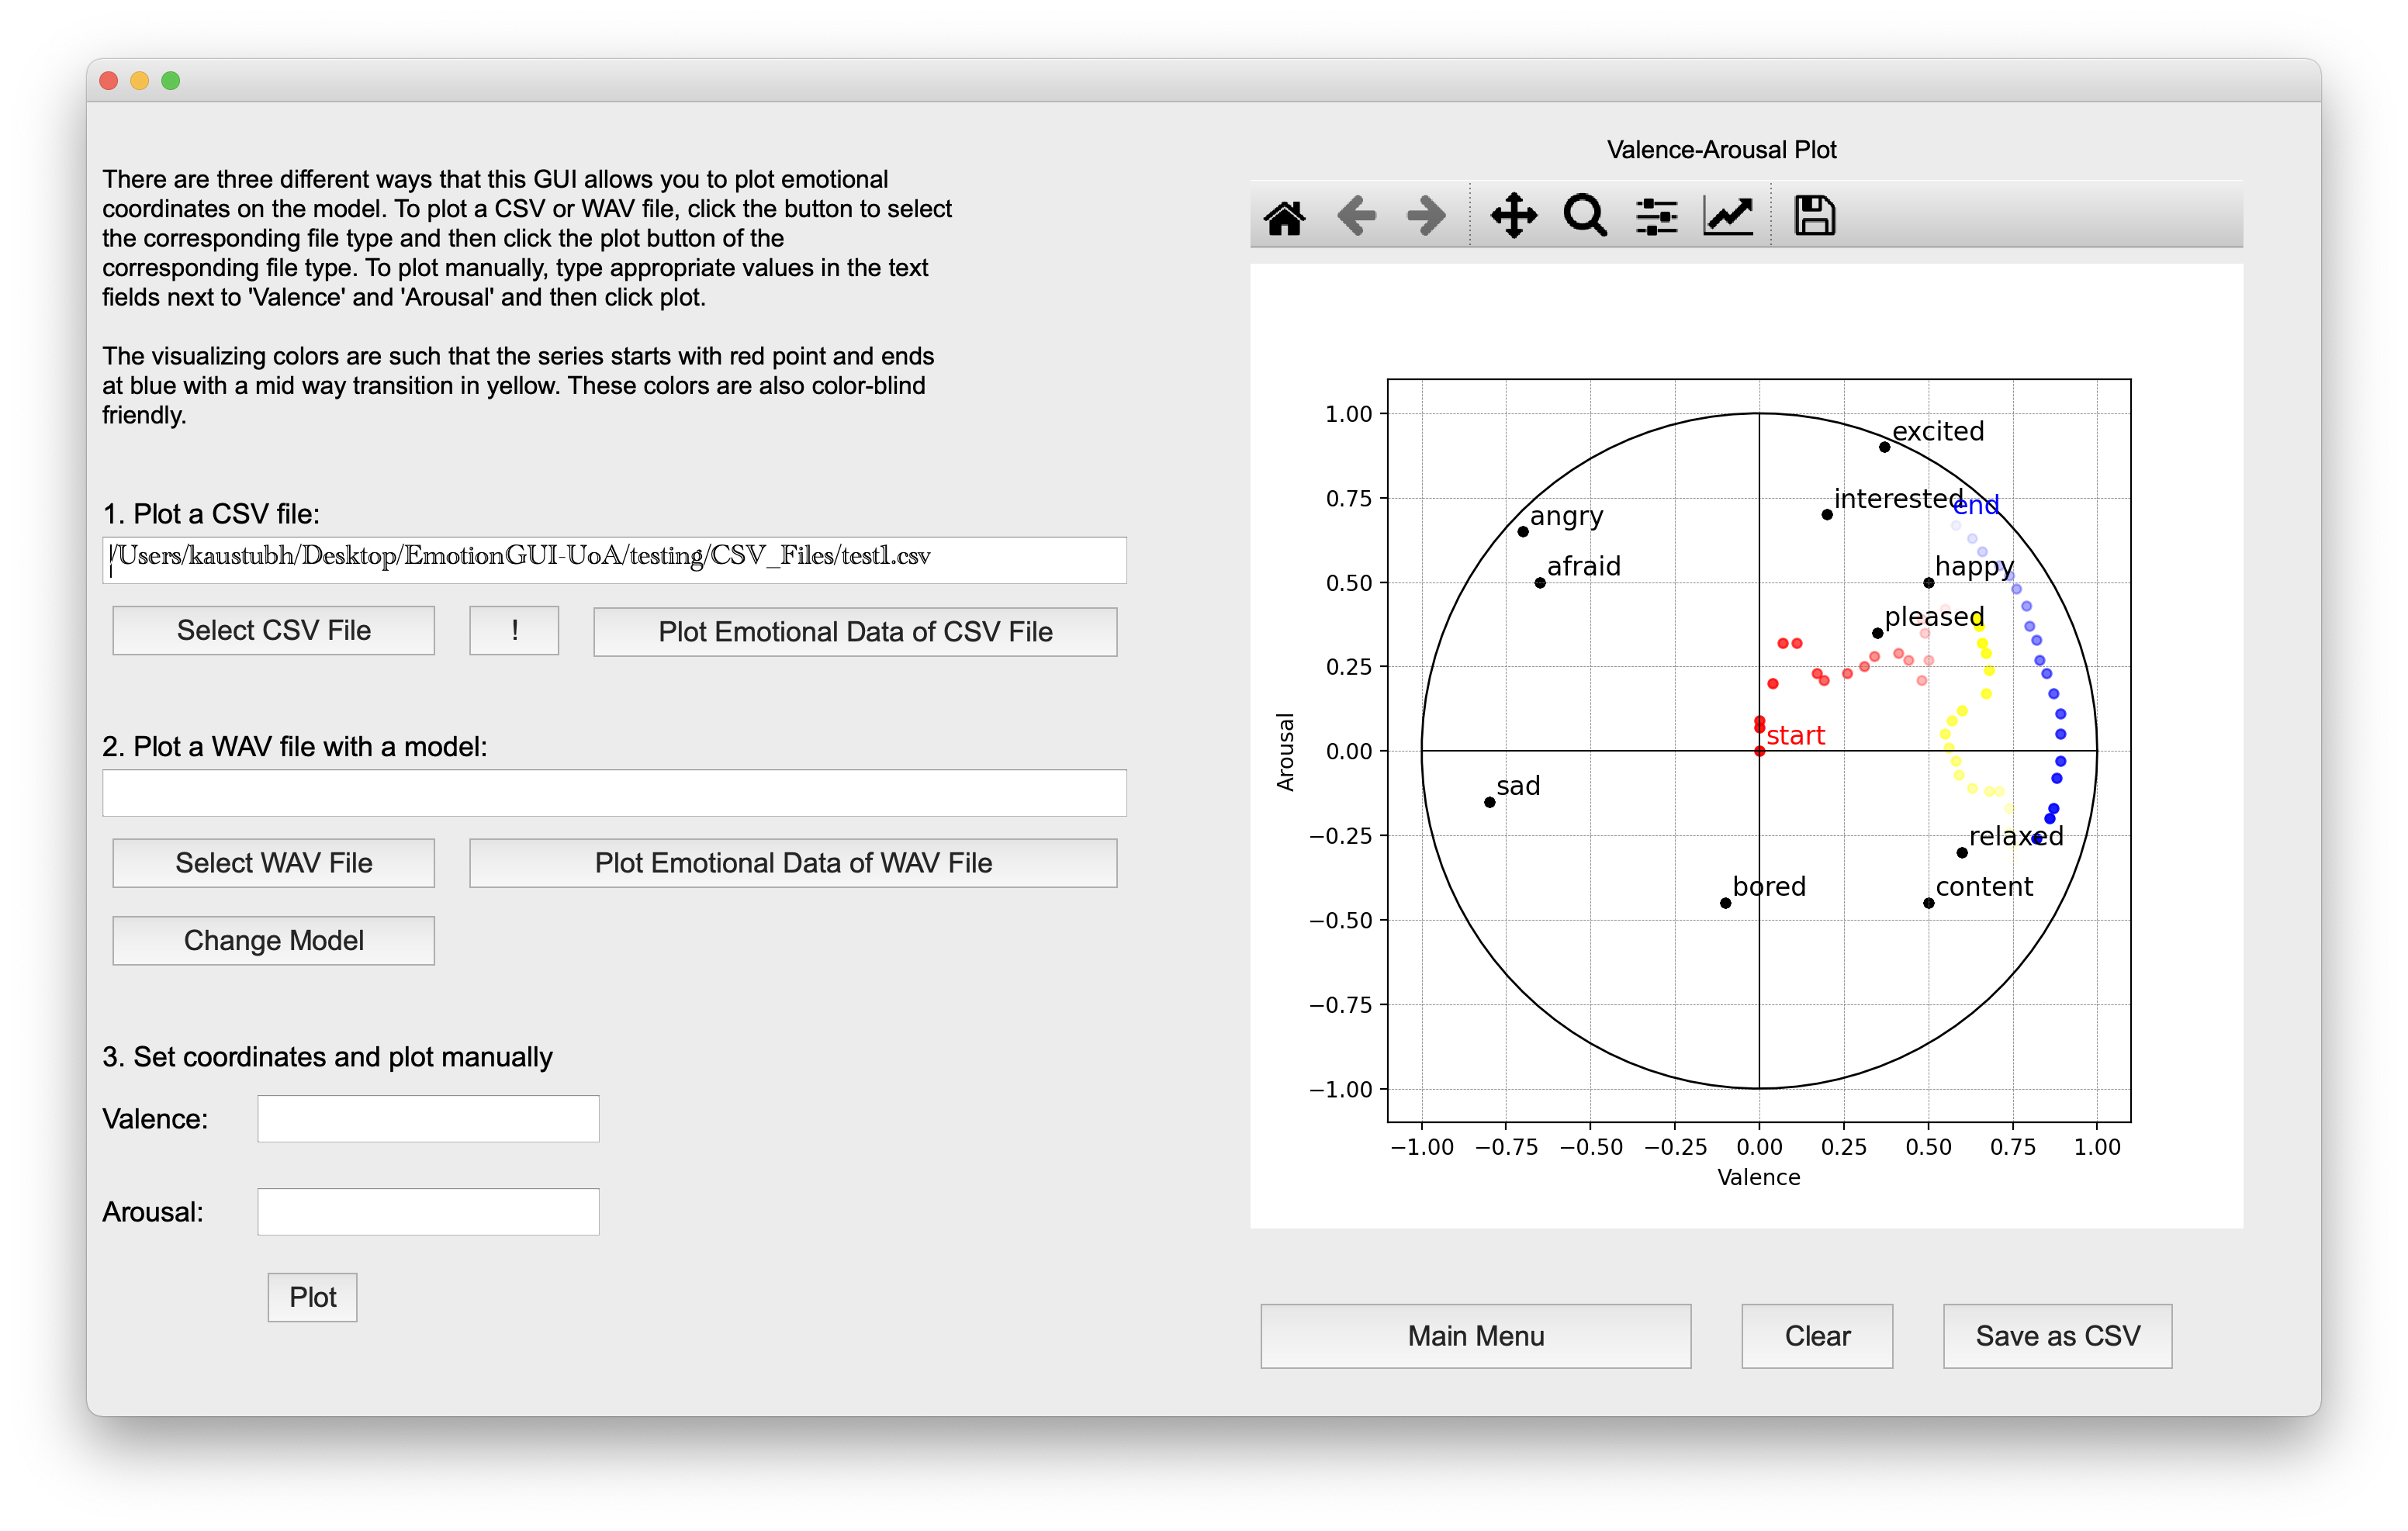 There are three different ways that this GUI allows you to plot emotional
coordinates on the model. To plot a CSV or WAV file, click the button to select
the corresponding file type and then click the plot button of the
corresponding file type. To plot manually, type appropriate values in the text
fields next to 'Valence' and 'Arousal' and then click plot.
The visualizing colors are such that the series starts with red point and ends
at blue with a mid way transition in yellow. These colors are also color-blind
friendly.
1. Plot a CSV file:
/Users/kaustubh/Desktop/EmotionGUI-UoA/testing/CSV_Files/test1.csv
Select CSV File
!
Plot Emotional Data of CSV File
2. Plot a WAV file with a model:
Select WAV File
Plot Emotional Data of WAV File
Change Model
3. Set coordinates and plot manually
Valence:
Arousal:
Plot
Valence-Arousal Plot
1.00
0.75
0.50
0.25
0.00
−0.25
−0.50
−0.75
−1.00
Arousal
excited
interested
end
angry
afraid
happy
pleased
start
sad
relaxed
bored
content
−1.00 −0.75 −0.50 −0.25 0.00 0.25 0.50 0.75 1.00
Valence
Main Menu
Clear
Save as CSV